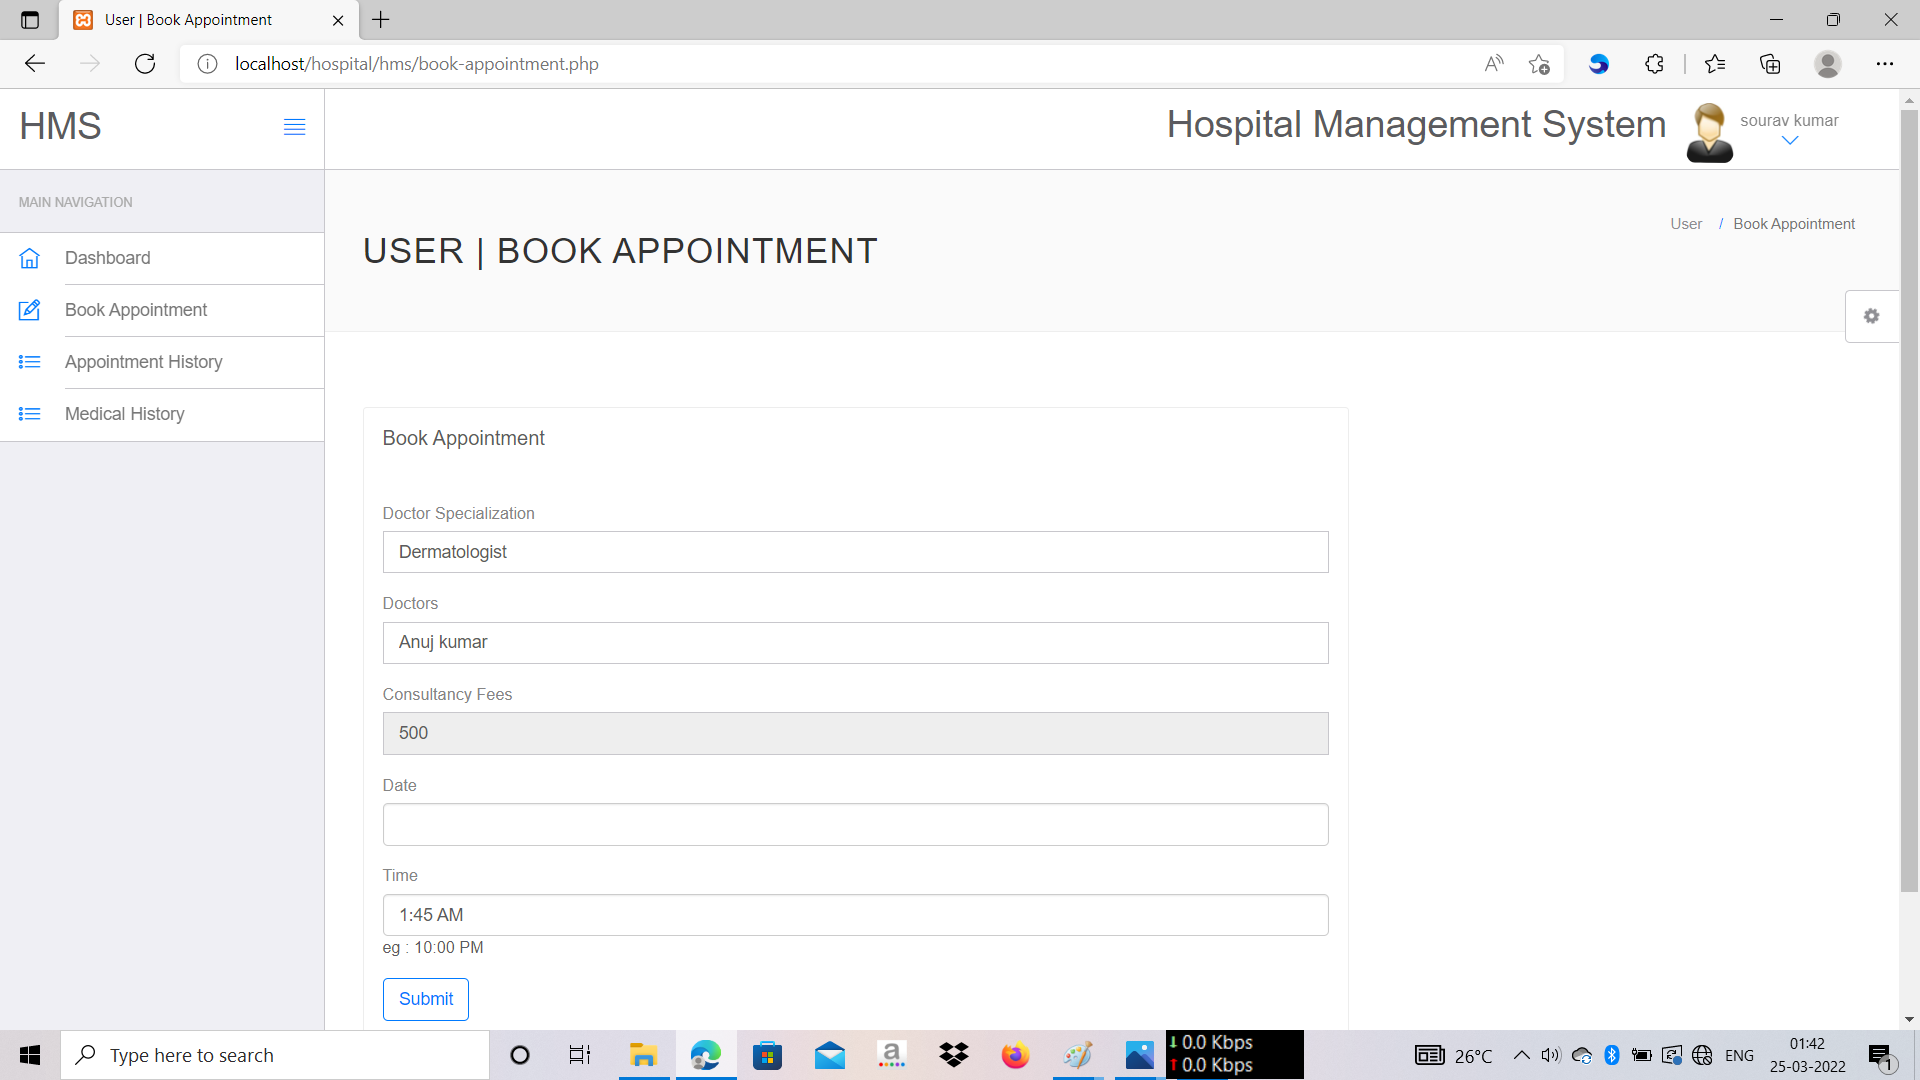 User | Book Appointment
localhost/hospital/hms/book-appointment.php
HMS
Hospital Management System
sourav kumar
MAIN NAVIGATION
Dashboard
Book Appointment
Appointment History
Medical History
USER | BOOK APPOINTMENT
User / Book Appointment
Book Appointment
Doctor Specialization
Dermatologist
Doctors
Anuj kumar
Consultancy Fees
500
Date
Time
1:45 AM
eg : 10:00 PM
Submit
Type here to search
0.0 Kbps
0.0 Kbps
26°C
ENG
01:42
25-03-2022
1